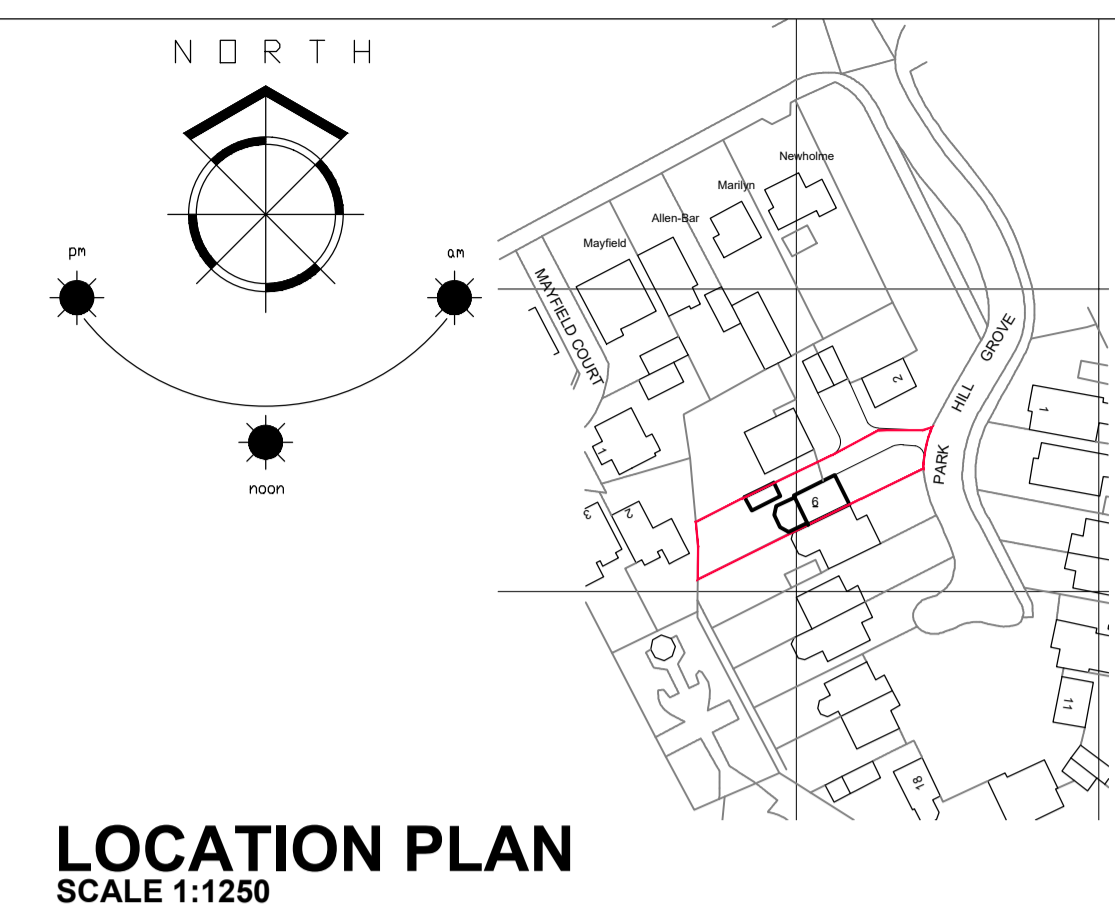 NORTH
pm
am
noon
Newholme
Marilyn
Allen-Bar
Mayfield
MAYFIELD COURT
PARK HILL GROVE
2
1
1
2
3
11
18
LOCATION PLAN
SCALE 1:1250